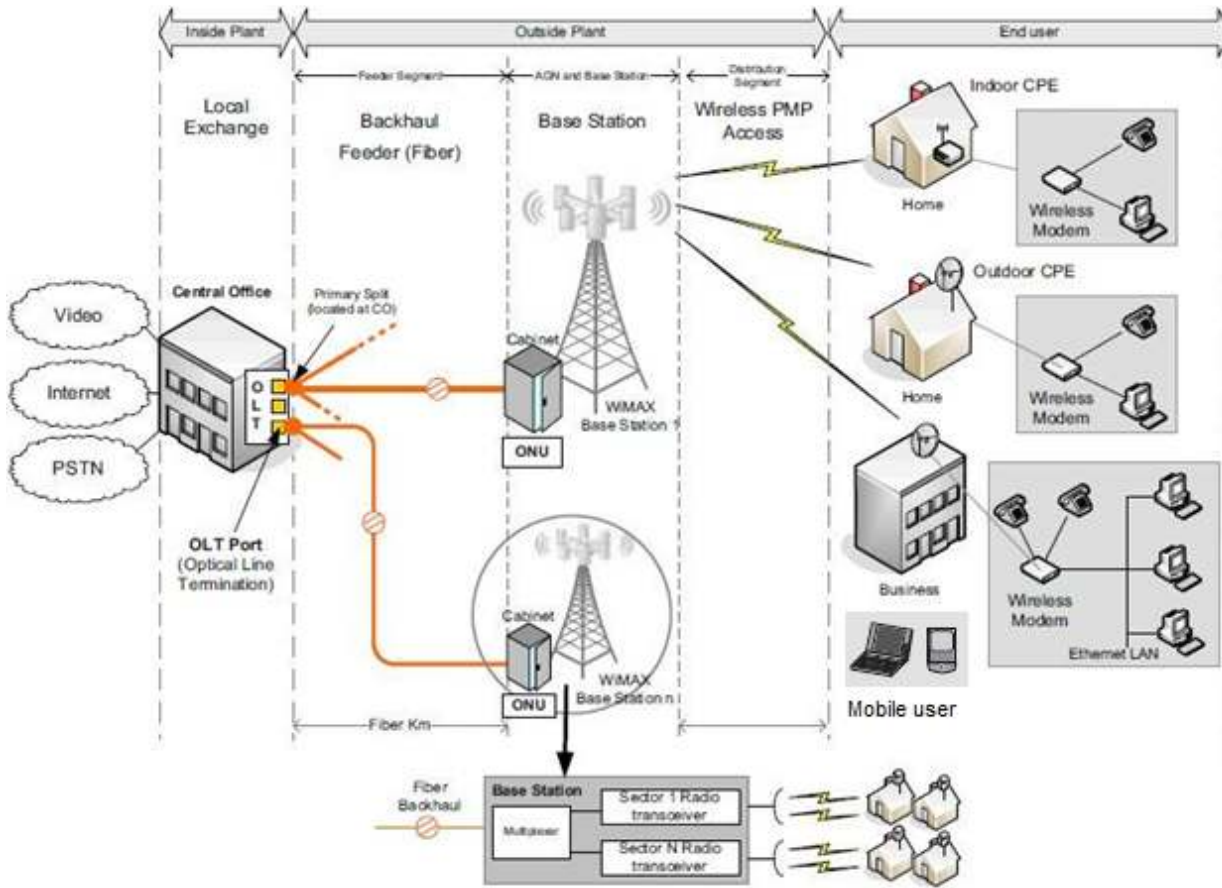 Inside Plant
Outside Plant
End user
Feeder Segment
AGN and Base Station
Distribution
Segment
Local
Exchange
Backhaul
Feeder (Fiber)
Base Station
Wireless PMP
Access
Indoor CPE
Home
Wireless
Modem
Outdoor CPE
Home
Wireless
Modem
Central Office
Primary Split
(located at CO)
Video
Internet
PSTN
O
L
T
Cabinet
ONU
WiMAX
Base Station 1
OLT Port
(Optical Line
Termination)
Business
Wireless
Modem
Ethernet LAN
Cabinet
ONU
WiMAX
Base Station n
Mobile user
Fiber Km
Fiber
Backhaul
Base Station
Multiplexer
Sector 1 Radio
transceiver
Sector N Radio
transceiver